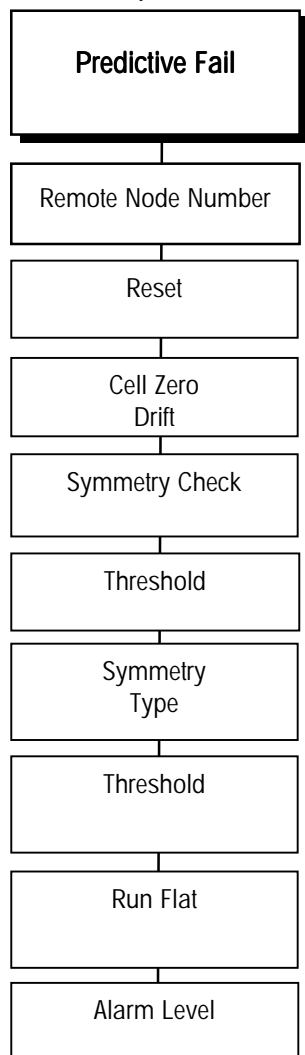 Predictive Fail
Remote Node Number
Reset
Cell Zero
Drift
Symmetry Check
Threshold
Symmetry
Type
Threshold
Run Flat
Alarm Level